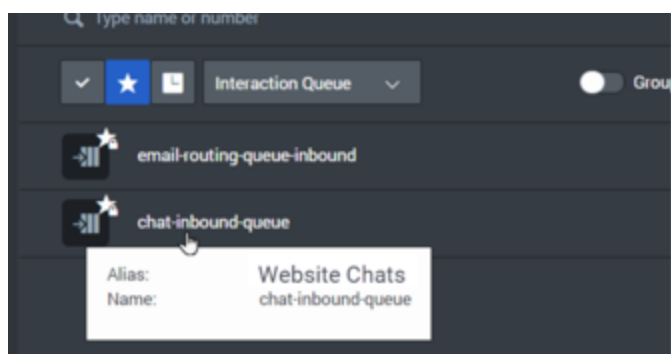 Type name or number
Interaction Queue
Grou
email-routing-queue-inbound
chat-inbound-queue
Alias: Website Chats
Name: chat-inbound-queue